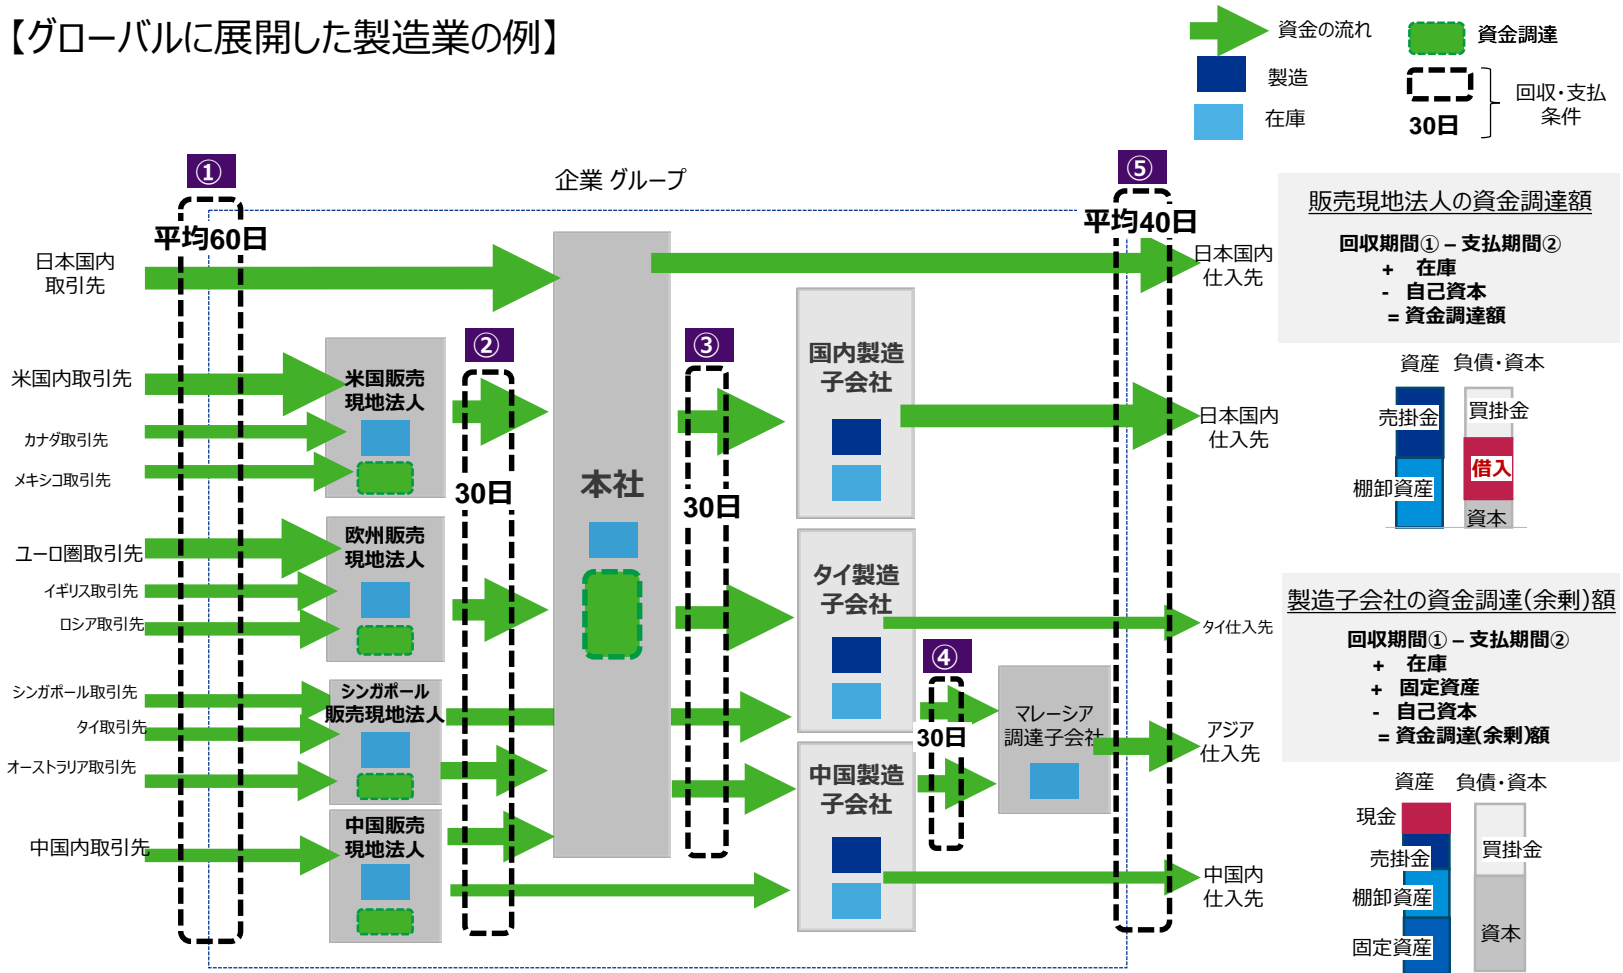 【グローバルに展開した製造業の例】
資金の流れ
資金調達
製造
在庫
30日
回収・支払
条件
①
企業 グループ
⑤
平均60日
平均40日
日本国内
取引先
米国内取引先
カナダ取引先
メキシコ取引先
ユーロ圏取引先
イギリス取引先
ロシア取引先
シンガポール取引先
タイ取引先
オーストラリア取引先
中国内取引先
米国販売
現地法人
欧州販売
現地法人
シンガポール
販売現地法人
中国販売
現地法人
②
30日
本社
③
30日
国内製造
子会社
タイ製造
子会社
中国製造
子会社
④
30日
マレーシア
調達子会社
日本国内
仕入先
日本国内
仕入先
タイ仕入先
アジア
仕入先
中国内
仕入先
販売現地法人の資金調達額
回収期間① – 支払期間②
+ 在庫
- 自己資本
= 資金調達額
資産 負債・資本
売掛金
買掛金
借入
棚卸資産
資本
製造子会社の資金調達(余剰)額
回収期間① – 支払期間②
+ 在庫
+ 固定資産
- 自己資本
= 資金調達(余剰)額
資産 負債・資本
現金
売掛金
買掛金
棚卸資産
固定資産
資本